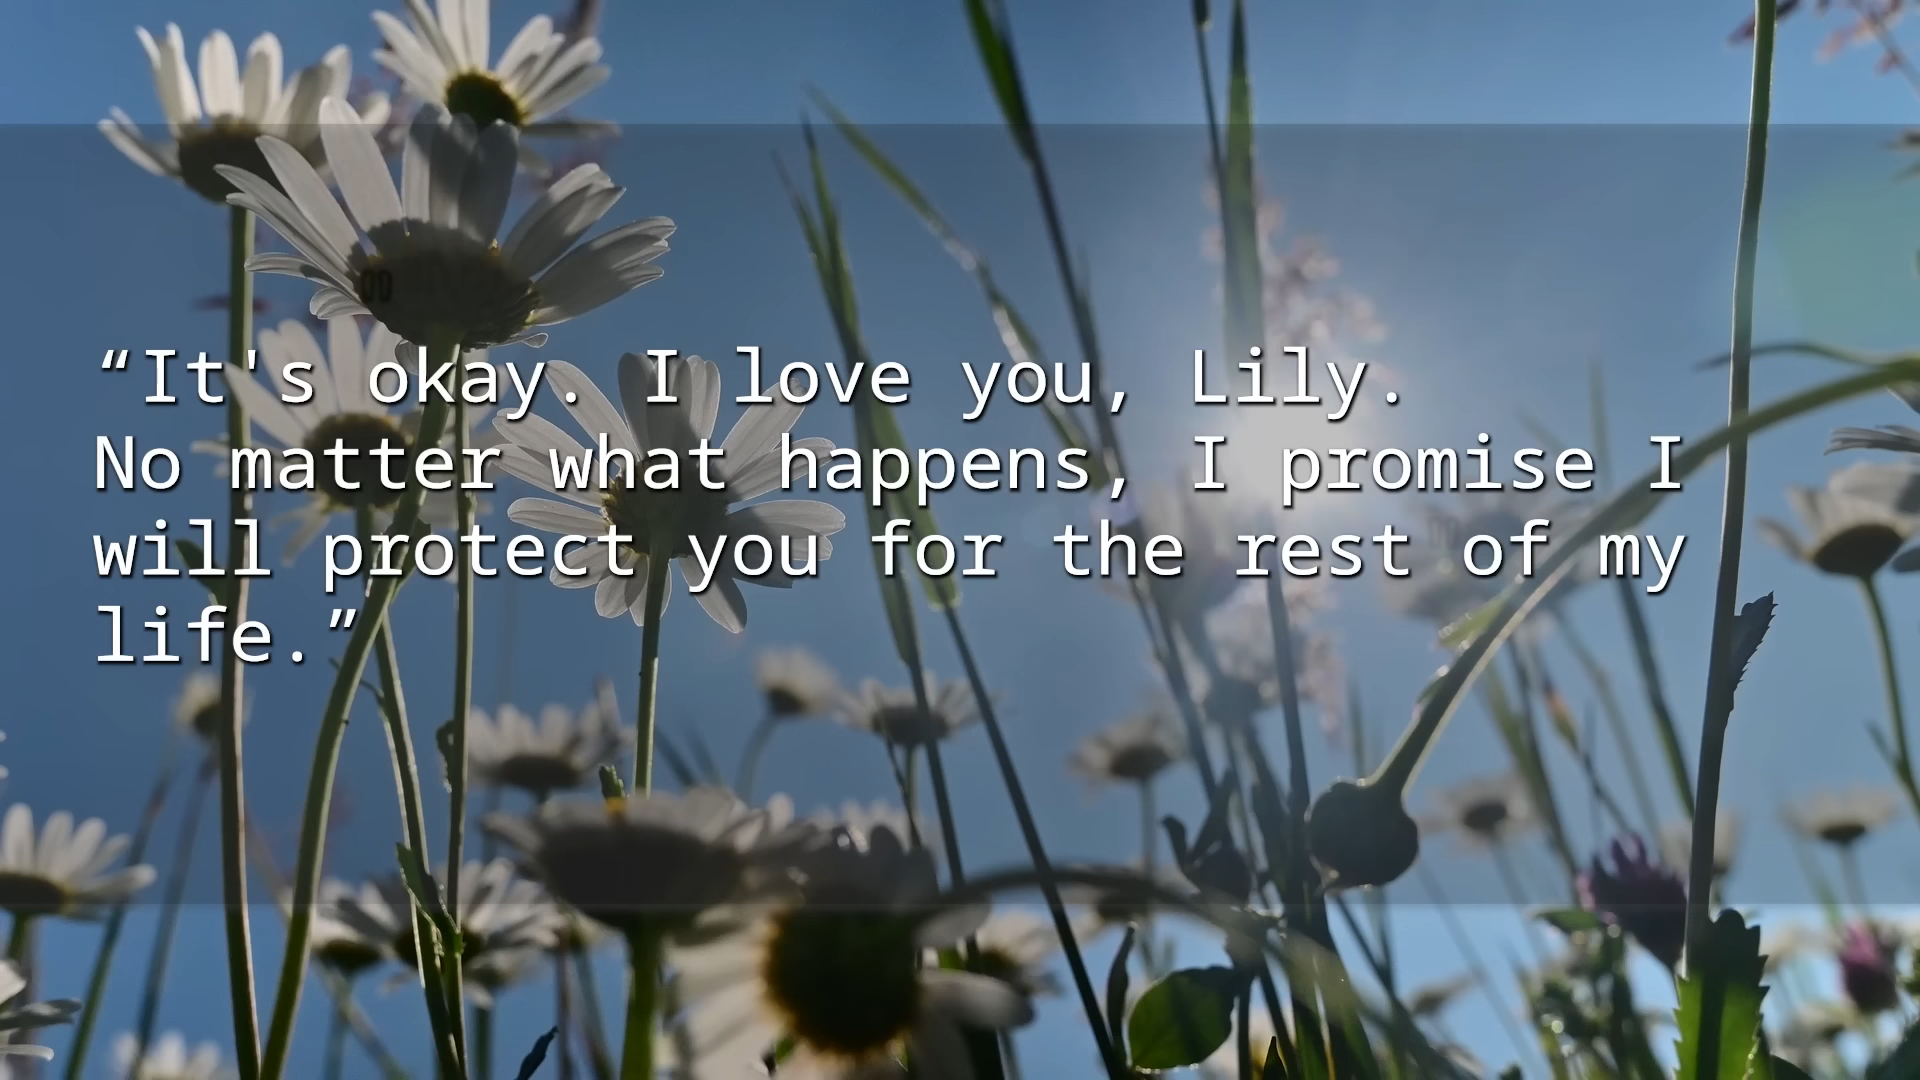 “It's okay. I love you, Lily.
No matter what happens, I promise I
will protect you for the rest of my
life.”